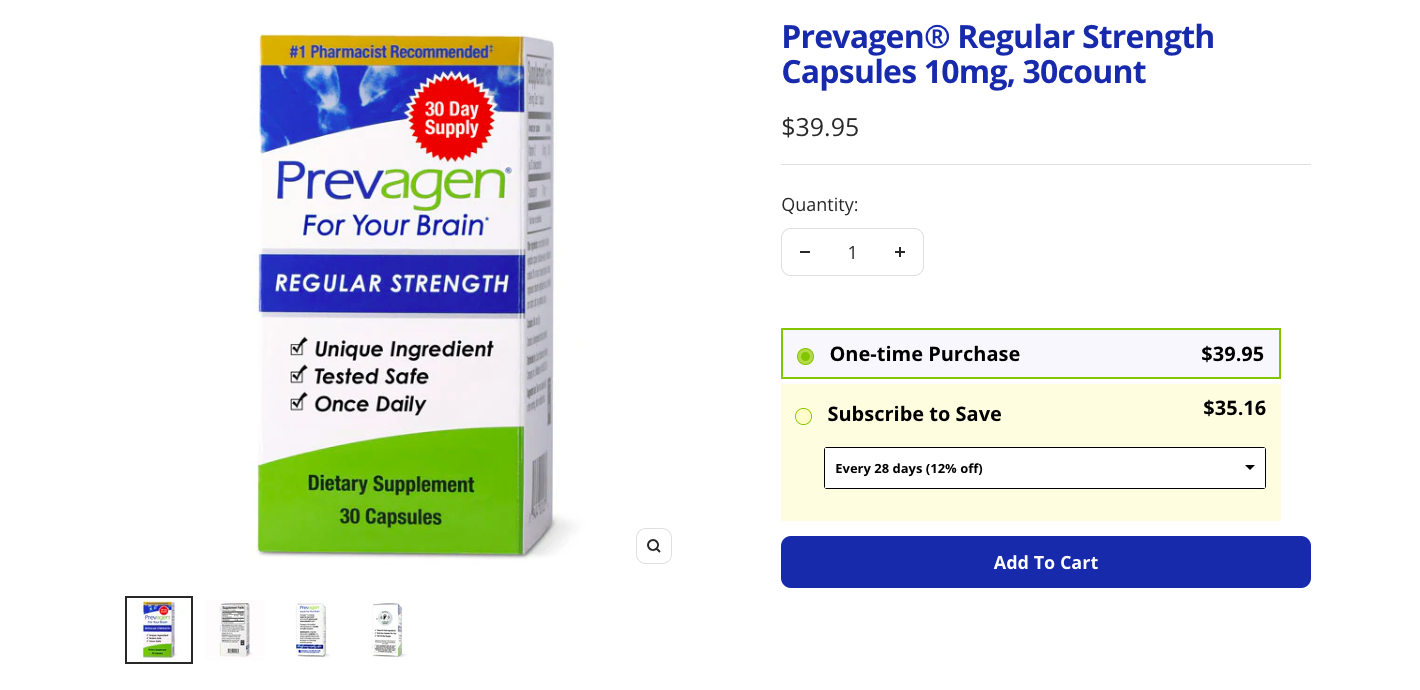 #1 Pharmacist Recommended‡
30 Day
Supply
Prevagen®
For Your Brain*
REGULAR STRENGTH
Unique Ingredient
Tested Safe
Once Daily
Dietary Supplement
30 Capsules
Prevagen® Regular Strength
Capsules 10mg, 30count
$39.95
Quantity:
− 1 +
One-time Purchase $39.95
Subscribe to Save $35.16
Every 28 days (12% off)
Add To Cart